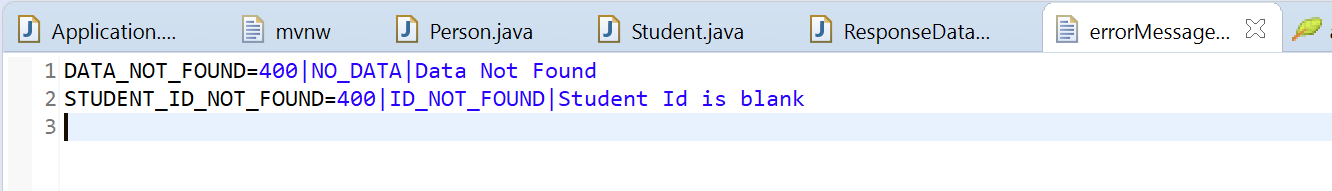 Application.... mvnw Person.java Student.java ResponseData... errorMessage...
1 DATA_NOT_FOUND=400|NO_DATA|Data Not Found
2 STUDENT_ID_NOT_FOUND=400|ID_NOT_FOUND|Student Id is blank
3